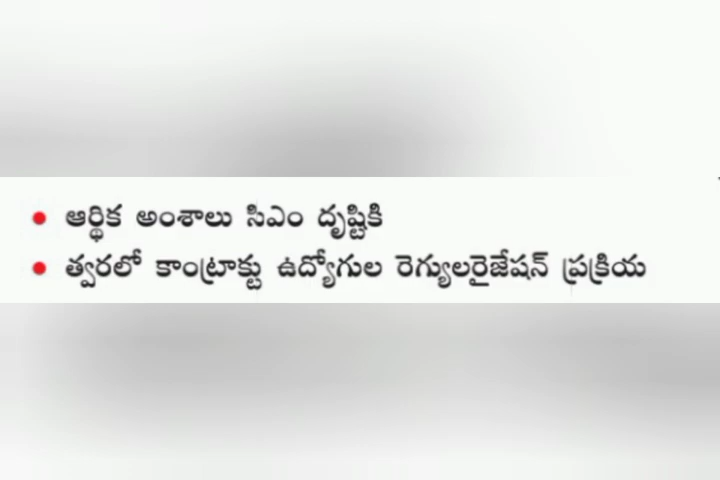 • ఆర్థిక అంశాలు సిఎం దృష్టికి
• త్వరలో కాంట్రాక్టు ఉద్యోగుల రెగ్యులరైజేషన్ ప్రక్రియ